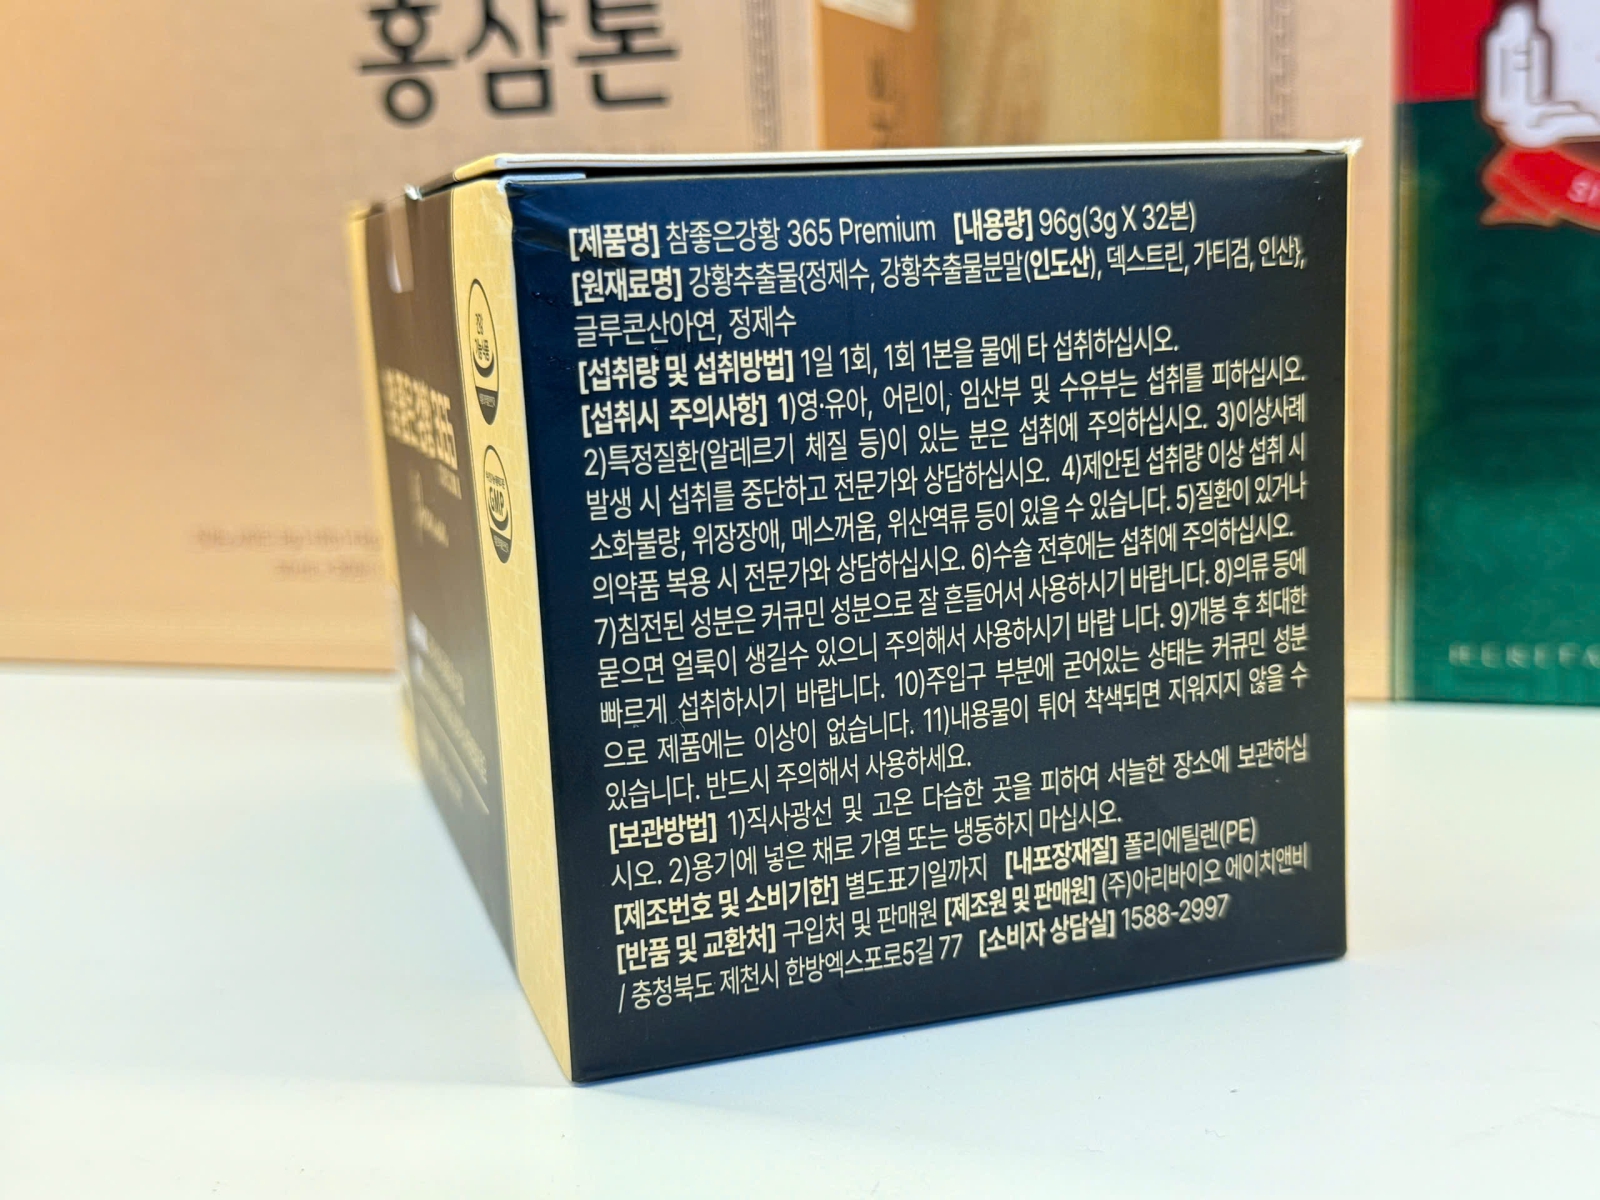 홍삼톤
[제품명] 참좋은강황 365 Premium [내용량] 96g(3g X 32본)
[원재료명] 강황추출물{정제수, 강황추출물분말(인도산), 덱스트린, 가티검, 인산},
글루콘산아연, 정제수
[섭취량 및 섭취방법] 1일 1회, 1회 1본을 물에 타 섭취하십시오.
[섭취시 주의사항] 1)영·유아, 어린이, 임산부 및 수유부는 섭취를 피하십시오.
2)특정질환(알레르기 체질 등)이 있는 분은 섭취에 주의하십시오. 3)이상사례
발생 시 섭취를 중단하고 전문가와 상담하십시오. 4)제안된 섭취량 이상 섭취 시
소화불량, 위장장애, 메스꺼움, 위산역류 등이 있을 수 있습니다. 5)질환이 있거나
의약품 복용 시 전문가와 상담하십시오. 6)수술 전후에는 섭취에 주의하십시오.
7)침전된 성분은 커큐민 성분으로 잘 흔들어서 사용하시기 바랍니다. 8)의류 등에
묻으면 얼룩이 생길수 있으니 주의해서 사용하시기 바랍 니다. 9)개봉 후 최대한
빠르게 섭취하시기 바랍니다. 10)주입구 부분에 굳어있는 상태는 커큐민 성분
으로 제품에는 이상이 없습니다. 11)내용물이 튀어 착색되면 지워지지 않을 수
있습니다. 반드시 주의해서 사용하세요.
[보관방법] 1)직사광선 및 고온 다습한 곳을 피하여 서늘한 장소에 보관하십
시오. 2)용기에 넣은 채로 가열 또는 냉동하지 마십시오.
[제조번호 및 소비기한] 별도표기일까지 [내포장재질] 폴리에틸렌(PE)
[반품 및 교환처] 구입처 및 판매원 [제조원 및 판매원] (주)아리바이오 에이치앤비
/ 충청북도 제천시 한방엑스포로5길 77 [소비자 상담실] 1588-2997
GMP